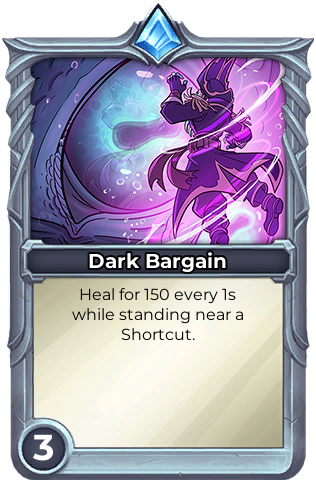 Dark Bargain
Heal for 150 every 1s
while standing near a
Shortcut.
3